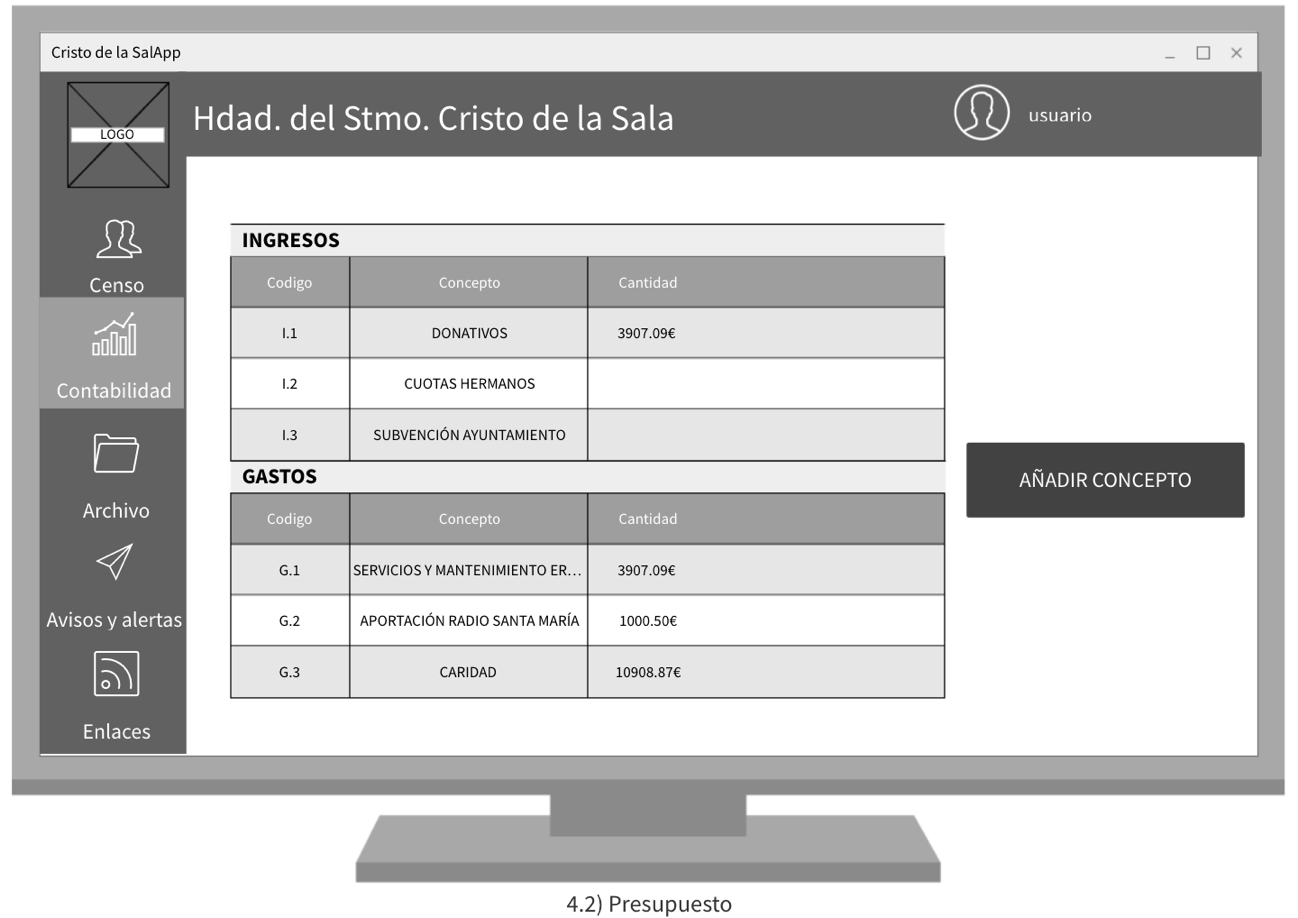 Cristo de la SalApp
LOGO
Hdad. del Stmo. Cristo de la Sala
usuario
Censo
Contabilidad
Archivo
Avisos y alertas
Enlaces
INGRESOS
Codigo Concepto Cantidad
I.1 DONATIVOS 3907.09€
I.2 CUOTAS HERMANOS
I.3 SUBVENCIÓN AYUNTAMIENTO
GASTOS
Codigo Concepto Cantidad
G.1 SERVICIOS Y MANTENIMIENTO ER... 3907.09€
G.2 APORTACIÓN RADIO SANTA MARÍA 1000.50€
G.3 CARIDAD 10908.87€
AÑADIR CONCEPTO
4.2) Presupuesto